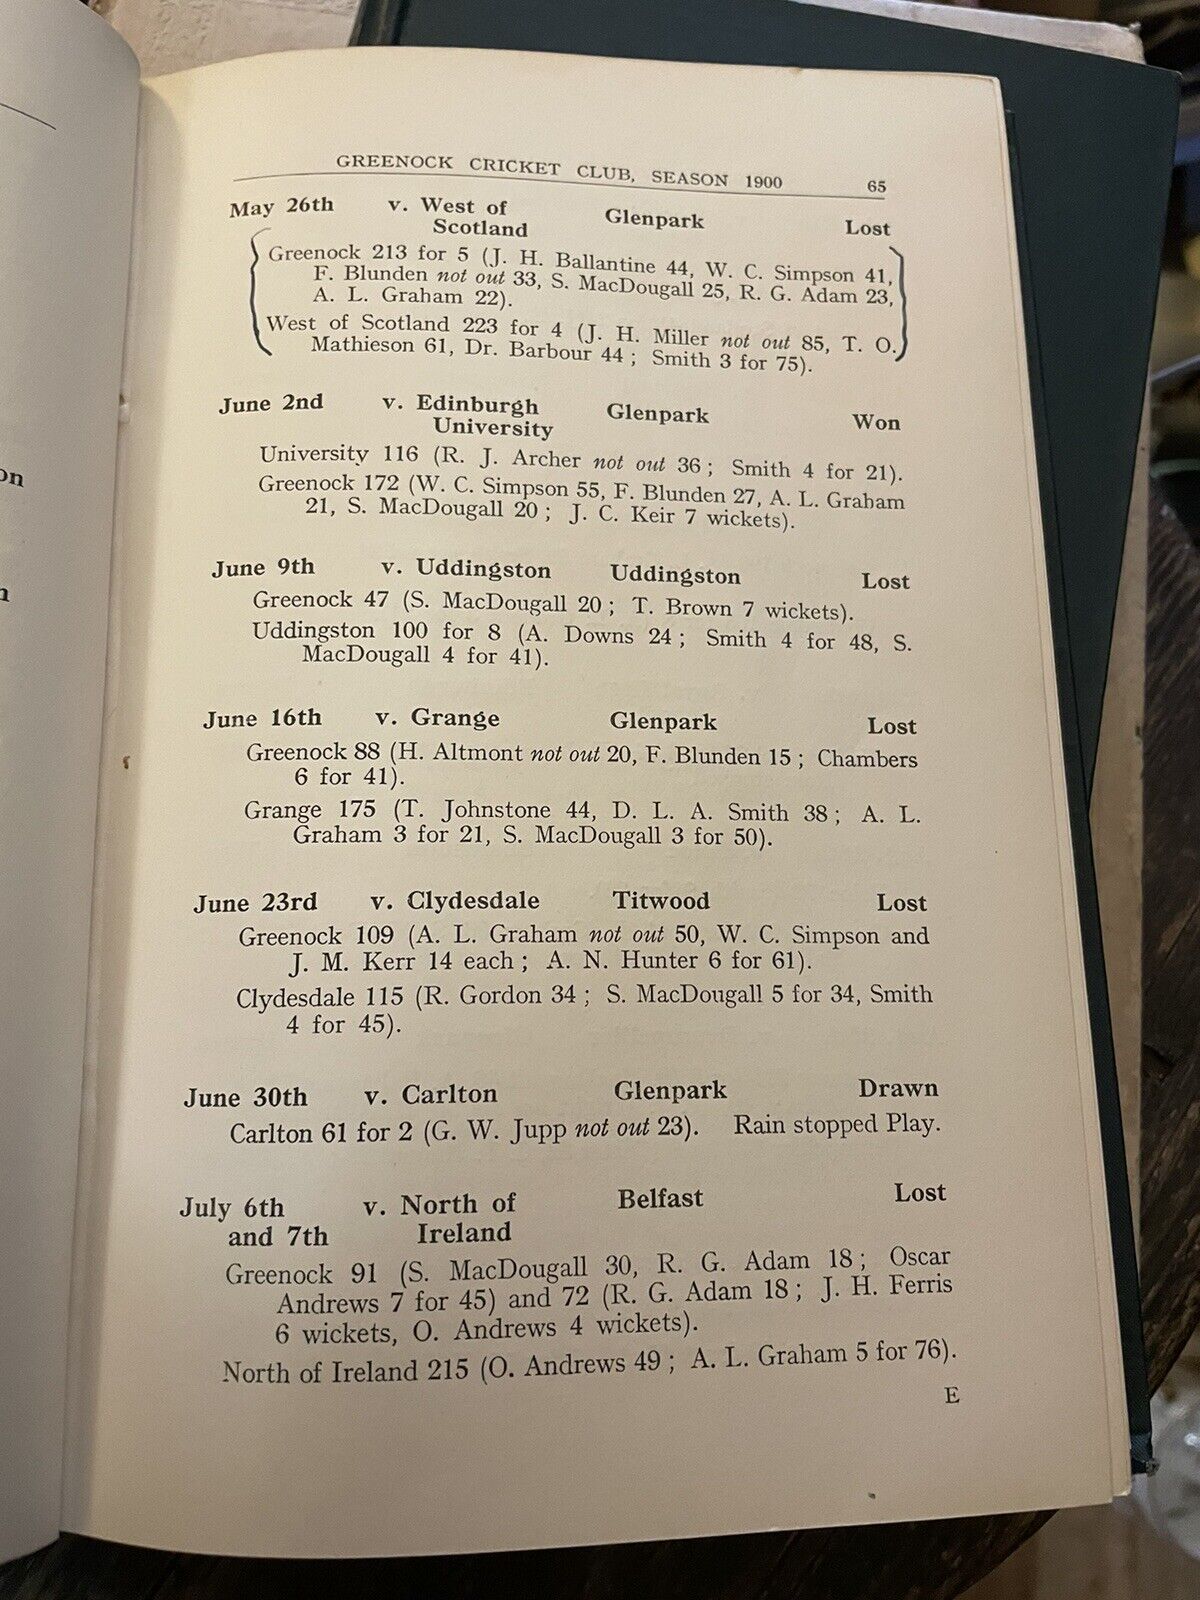 GREENOCK CRICKET CLUB, SEASON 1900 65
May 26th v. West of Scotland Glenpark Lost
Greenock 213 for 5 (J. H. Ballantine 44, W. C. Simpson 41,
F. Blunden not out 33, S. MacDougall 25, R. G. Adam 23,
A. L. Graham 22).
West of Scotland 223 for 4 (J. H. Miller not out 85, T. O.
Mathieson 61, Dr. Barbour 44; Smith 3 for 75).
June 2nd v. Edinburgh University Glenpark Won
University 116 (R. J. Archer not out 36; Smith 4 for 21).
Greenock 172 (W. C. Simpson 55, F. Blunden 27, A. L. Graham
21, S. MacDougall 20; J. C. Keir 7 wickets).
June 9th v. Uddingston Uddingston Lost
Greenock 47 (S. MacDougall 20; T. Brown 7 wickets).
Uddingston 100 for 8 (A. Downs 24; Smith 4 for 48, S.
MacDougall 4 for 41).
June 16th v. Grange Glenpark Lost
Greenock 88 (H. Altmont not out 20, F. Blunden 15; Chambers
6 for 41).
Grange 175 (T. Johnstone 44, D. L. A. Smith 38; A. L.
Graham 3 for 21, S. MacDougall 3 for 50).
June 23rd v. Clydesdale Titwood Lost
Greenock 109 (A. L. Graham not out 50, W. C. Simpson and
J. M. Kerr 14 each; A. N. Hunter 6 for 61).
Clydesdale 115 (R. Gordon 34; S. MacDougall 5 for 34, Smith
4 for 45).
June 30th v. Carlton Glenpark Drawn
Carlton 61 for 2 (G. W. Jupp not out 23). Rain stopped Play.
July 6th v. North of Belfast Lost
and 7th Ireland
Greenock 91 (S. MacDougall 30, R. G. Adam 18; Oscar
Andrews 7 for 45) and 72 (R. G. Adam 18; J. H. Ferris
6 wickets, O. Andrews 4 wickets).
North of Ireland 215 (O. Andrews 49; A. L. Graham 5 for 76).
E